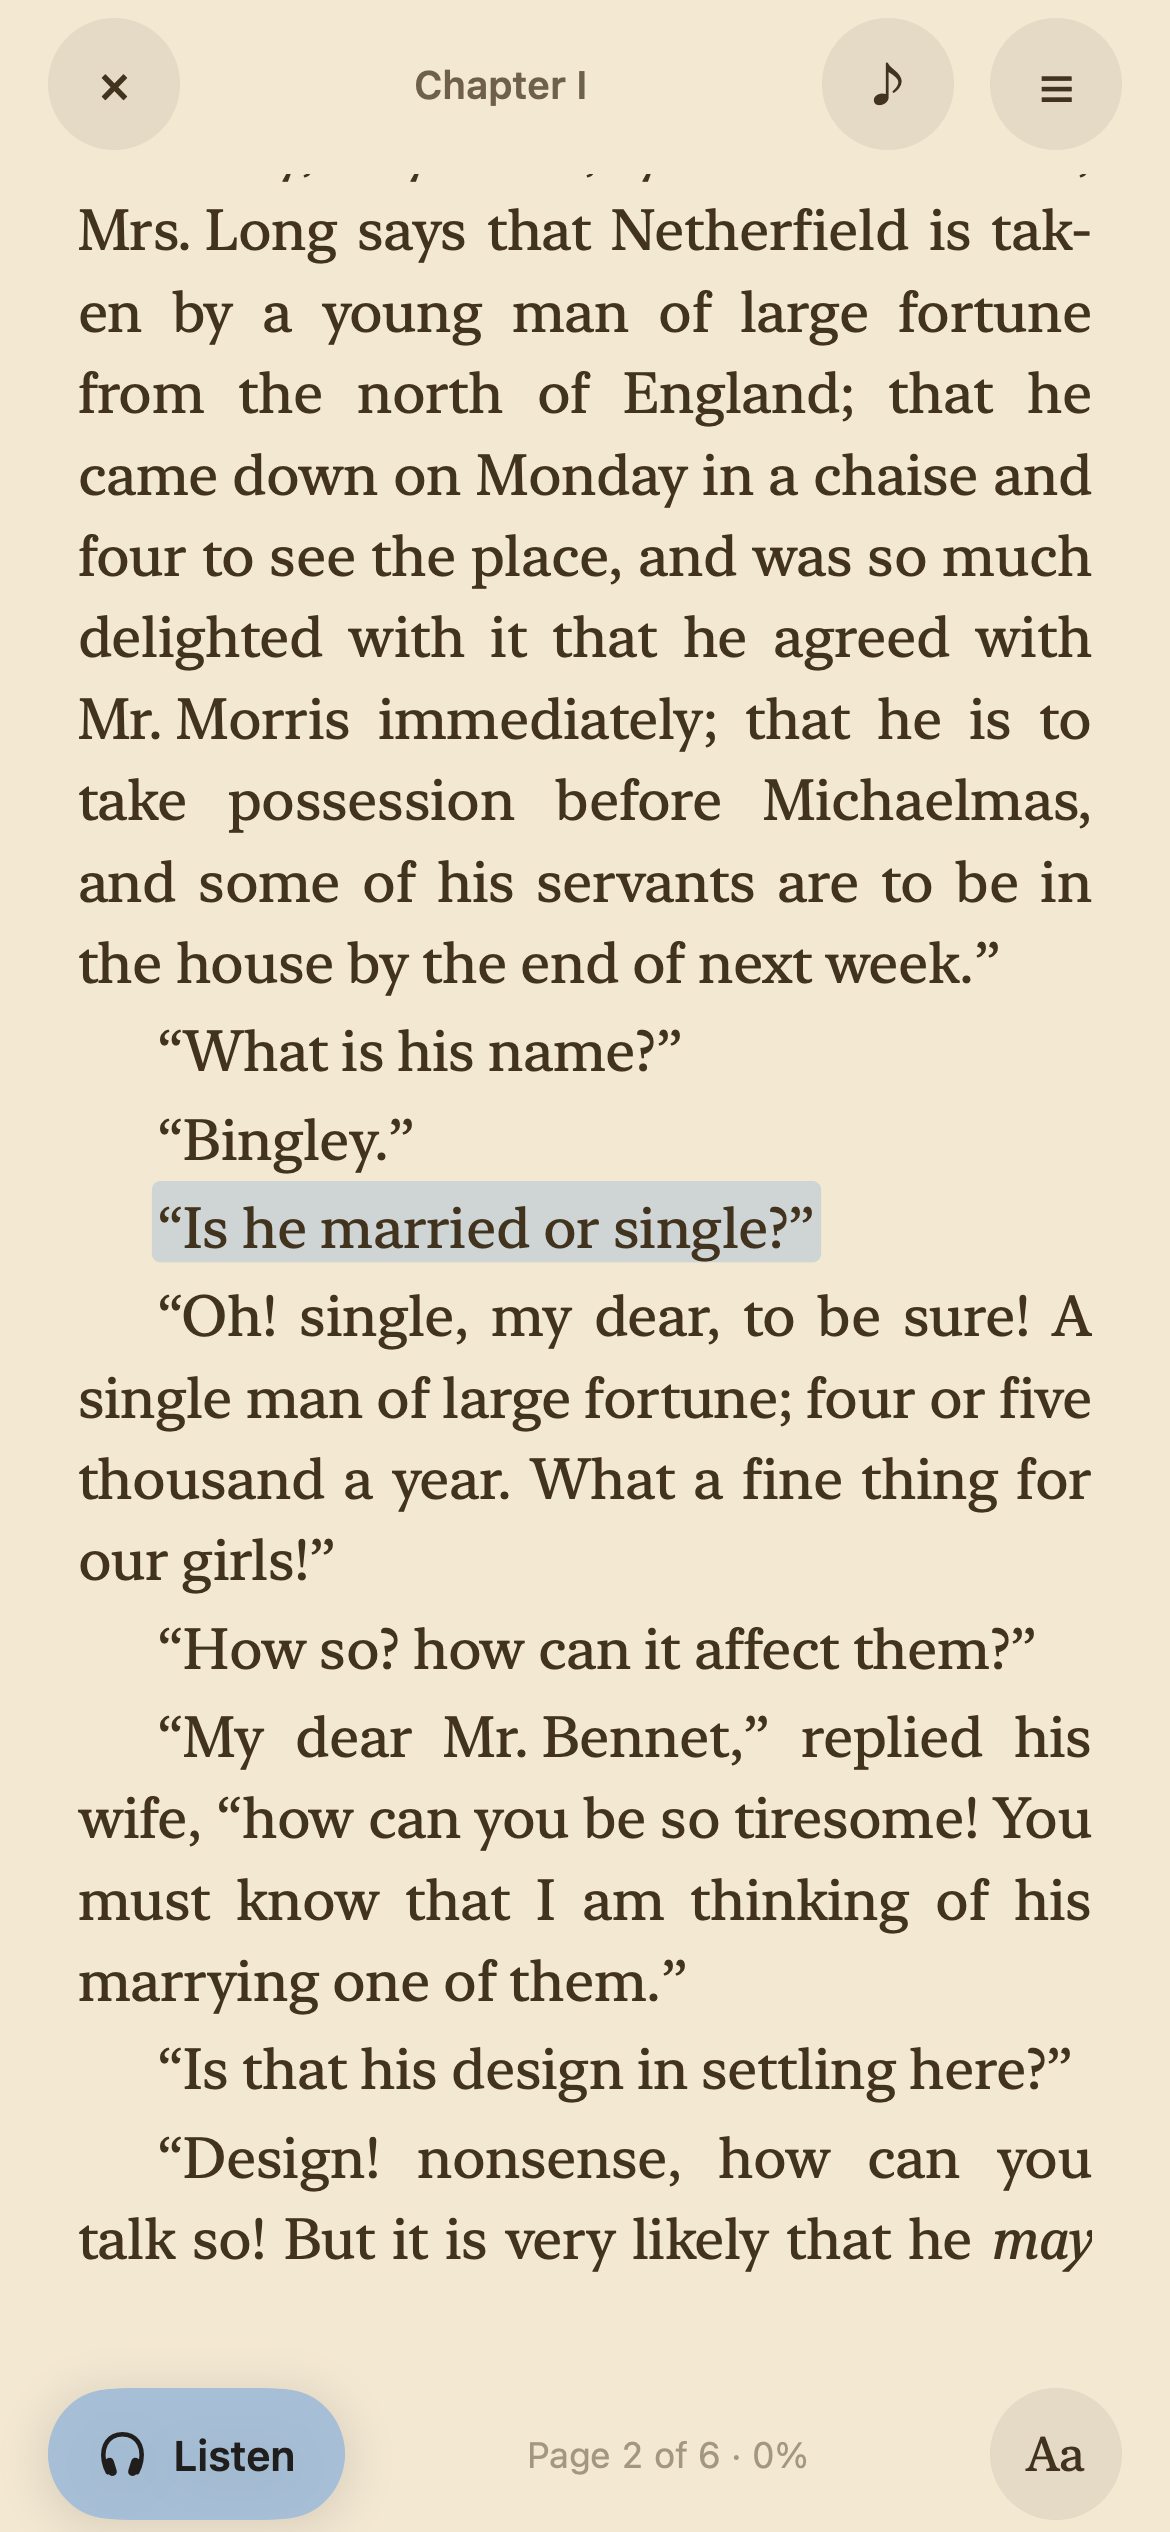 Chapter I
Mrs. Long says that Netherfield is tak-
en by a young man of large fortune
from the north of England; that he
came down on Monday in a chaise and
four to see the place, and was so much
delighted with it that he agreed with
Mr. Morris immediately; that he is to
take possession before Michaelmas,
and some of his servants are to be in
the house by the end of next week.”
“What is his name?”
“Bingley.”
“Is he married or single?”
“Oh! single, my dear, to be sure! A
single man of large fortune; four or five
thousand a year. What a fine thing for
our girls!”
“How so? how can it affect them?”
“My dear Mr. Bennet,” replied his
wife, “how can you be so tiresome! You
must know that I am thinking of his
marrying one of them.”
“Is that his design in settling here?”
“Design! nonsense, how can you
talk so! But it is very likely that he may
Listen
Page 2 of 6 · 0%
Aa